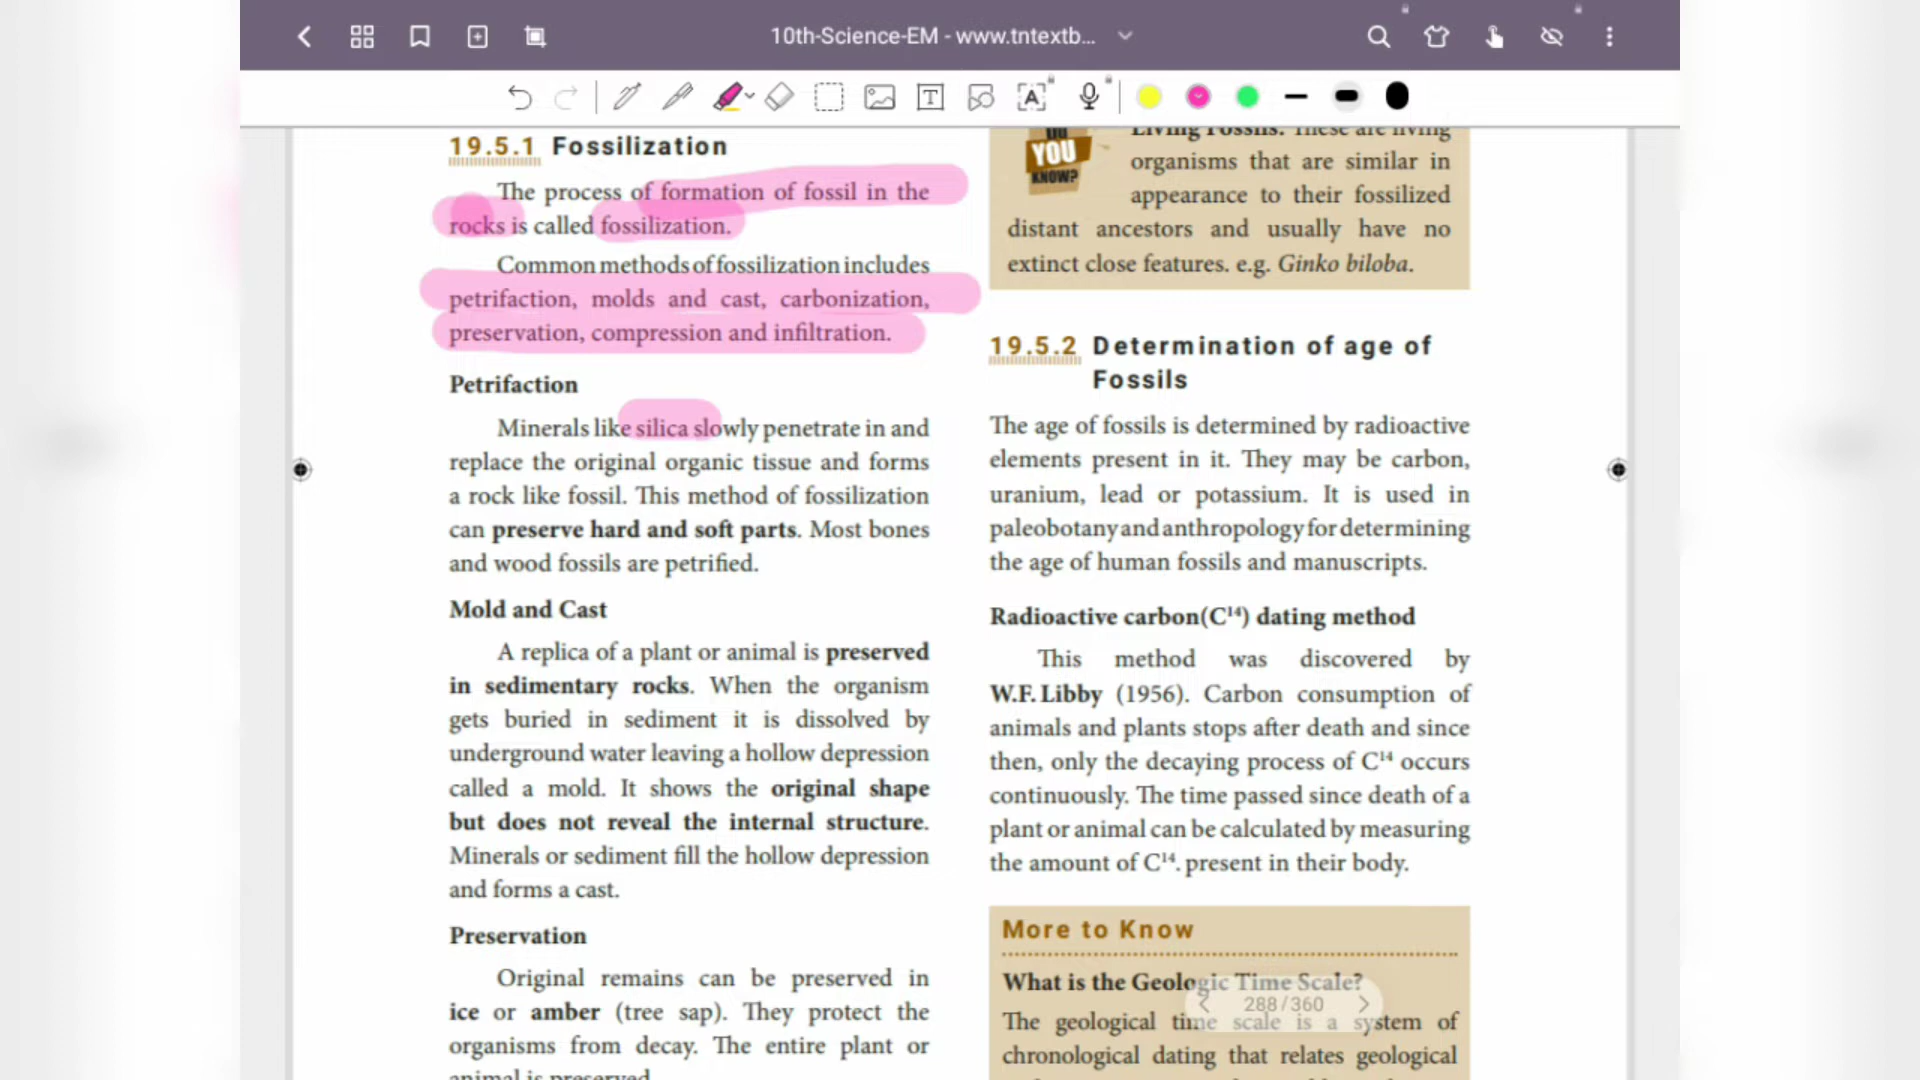 10th-Science-EM - www.tntextb...
19.5.1 Fossilization
The process of formation of fossil in the
rocks is called fossilization.
Common methods of fossilization includes
petrifaction, molds and cast, carbonization,
preservation, compression and infiltration.
Petrifaction
Minerals like silica slowly penetrate in and
replace the original organic tissue and forms
a rock like fossil. This method of fossilization
can preserve hard and soft parts. Most bones
and wood fossils are petrified.
Mold and Cast
A replica of a plant or animal is preserved
in sedimentary rocks. When the organism
gets buried in sediment it is dissolved by
underground water leaving a hollow depression
called a mold. It shows the original shape
but does not reveal the internal structure.
Minerals or sediment fill the hollow depression
and forms a cast.
Preservation
Original remains can be preserved in
ice or amber (tree sap). They protect the
organisms from decay. The entire plant or
animal is preserved.
DO
YOU
KNOW?
Living Fossils: These are living
organisms that are similar in
appearance to their fossilized
distant ancestors and usually have no
extinct close features. e.g. Ginko biloba.
19.5.2 Determination of age of
Fossils
The age of fossils is determined by radioactive
elements present in it. They may be carbon,
uranium, lead or potassium. It is used in
paleobotany and anthropology for determining
the age of human fossils and manuscripts.
Radioactive carbon(C¹⁴) dating method
This method was discovered by
W.F. Libby (1956). Carbon consumption of
animals and plants stops after death and since
then, only the decaying process of C¹⁴ occurs
continuously. The time passed since death of a
plant or animal can be calculated by measuring
the amount of C¹⁴. present in their body.
More to Know
What is the Geologic Time Scale?
288/360
The geological time scale is a system of
chronological dating that relates geological